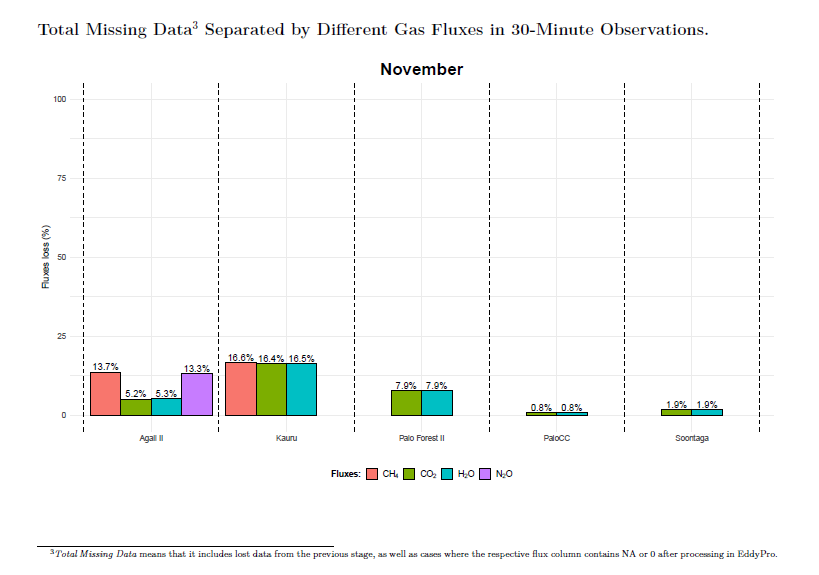 Total Missing Data³ Separated by Different Gas Fluxes in 30-Minute Observations.
November
100
75
50
25
0
Fluxes loss (%)
13.7% 5.2% 5.3% 13.3% 16.6% 16.4% 16.5% 7.9% 7.9% 0.8% 0.8% 1.9% 1.9%
Agali II Kauru Palo Forest II PaloCC Soontaga
Fluxes: CH₄ CO₂ H₂O N₂O
³Total Missing Data means that it includes lost data from the previous stage, as well as cases where the respective flux column contains NA or 0 after processing in EddyPro.